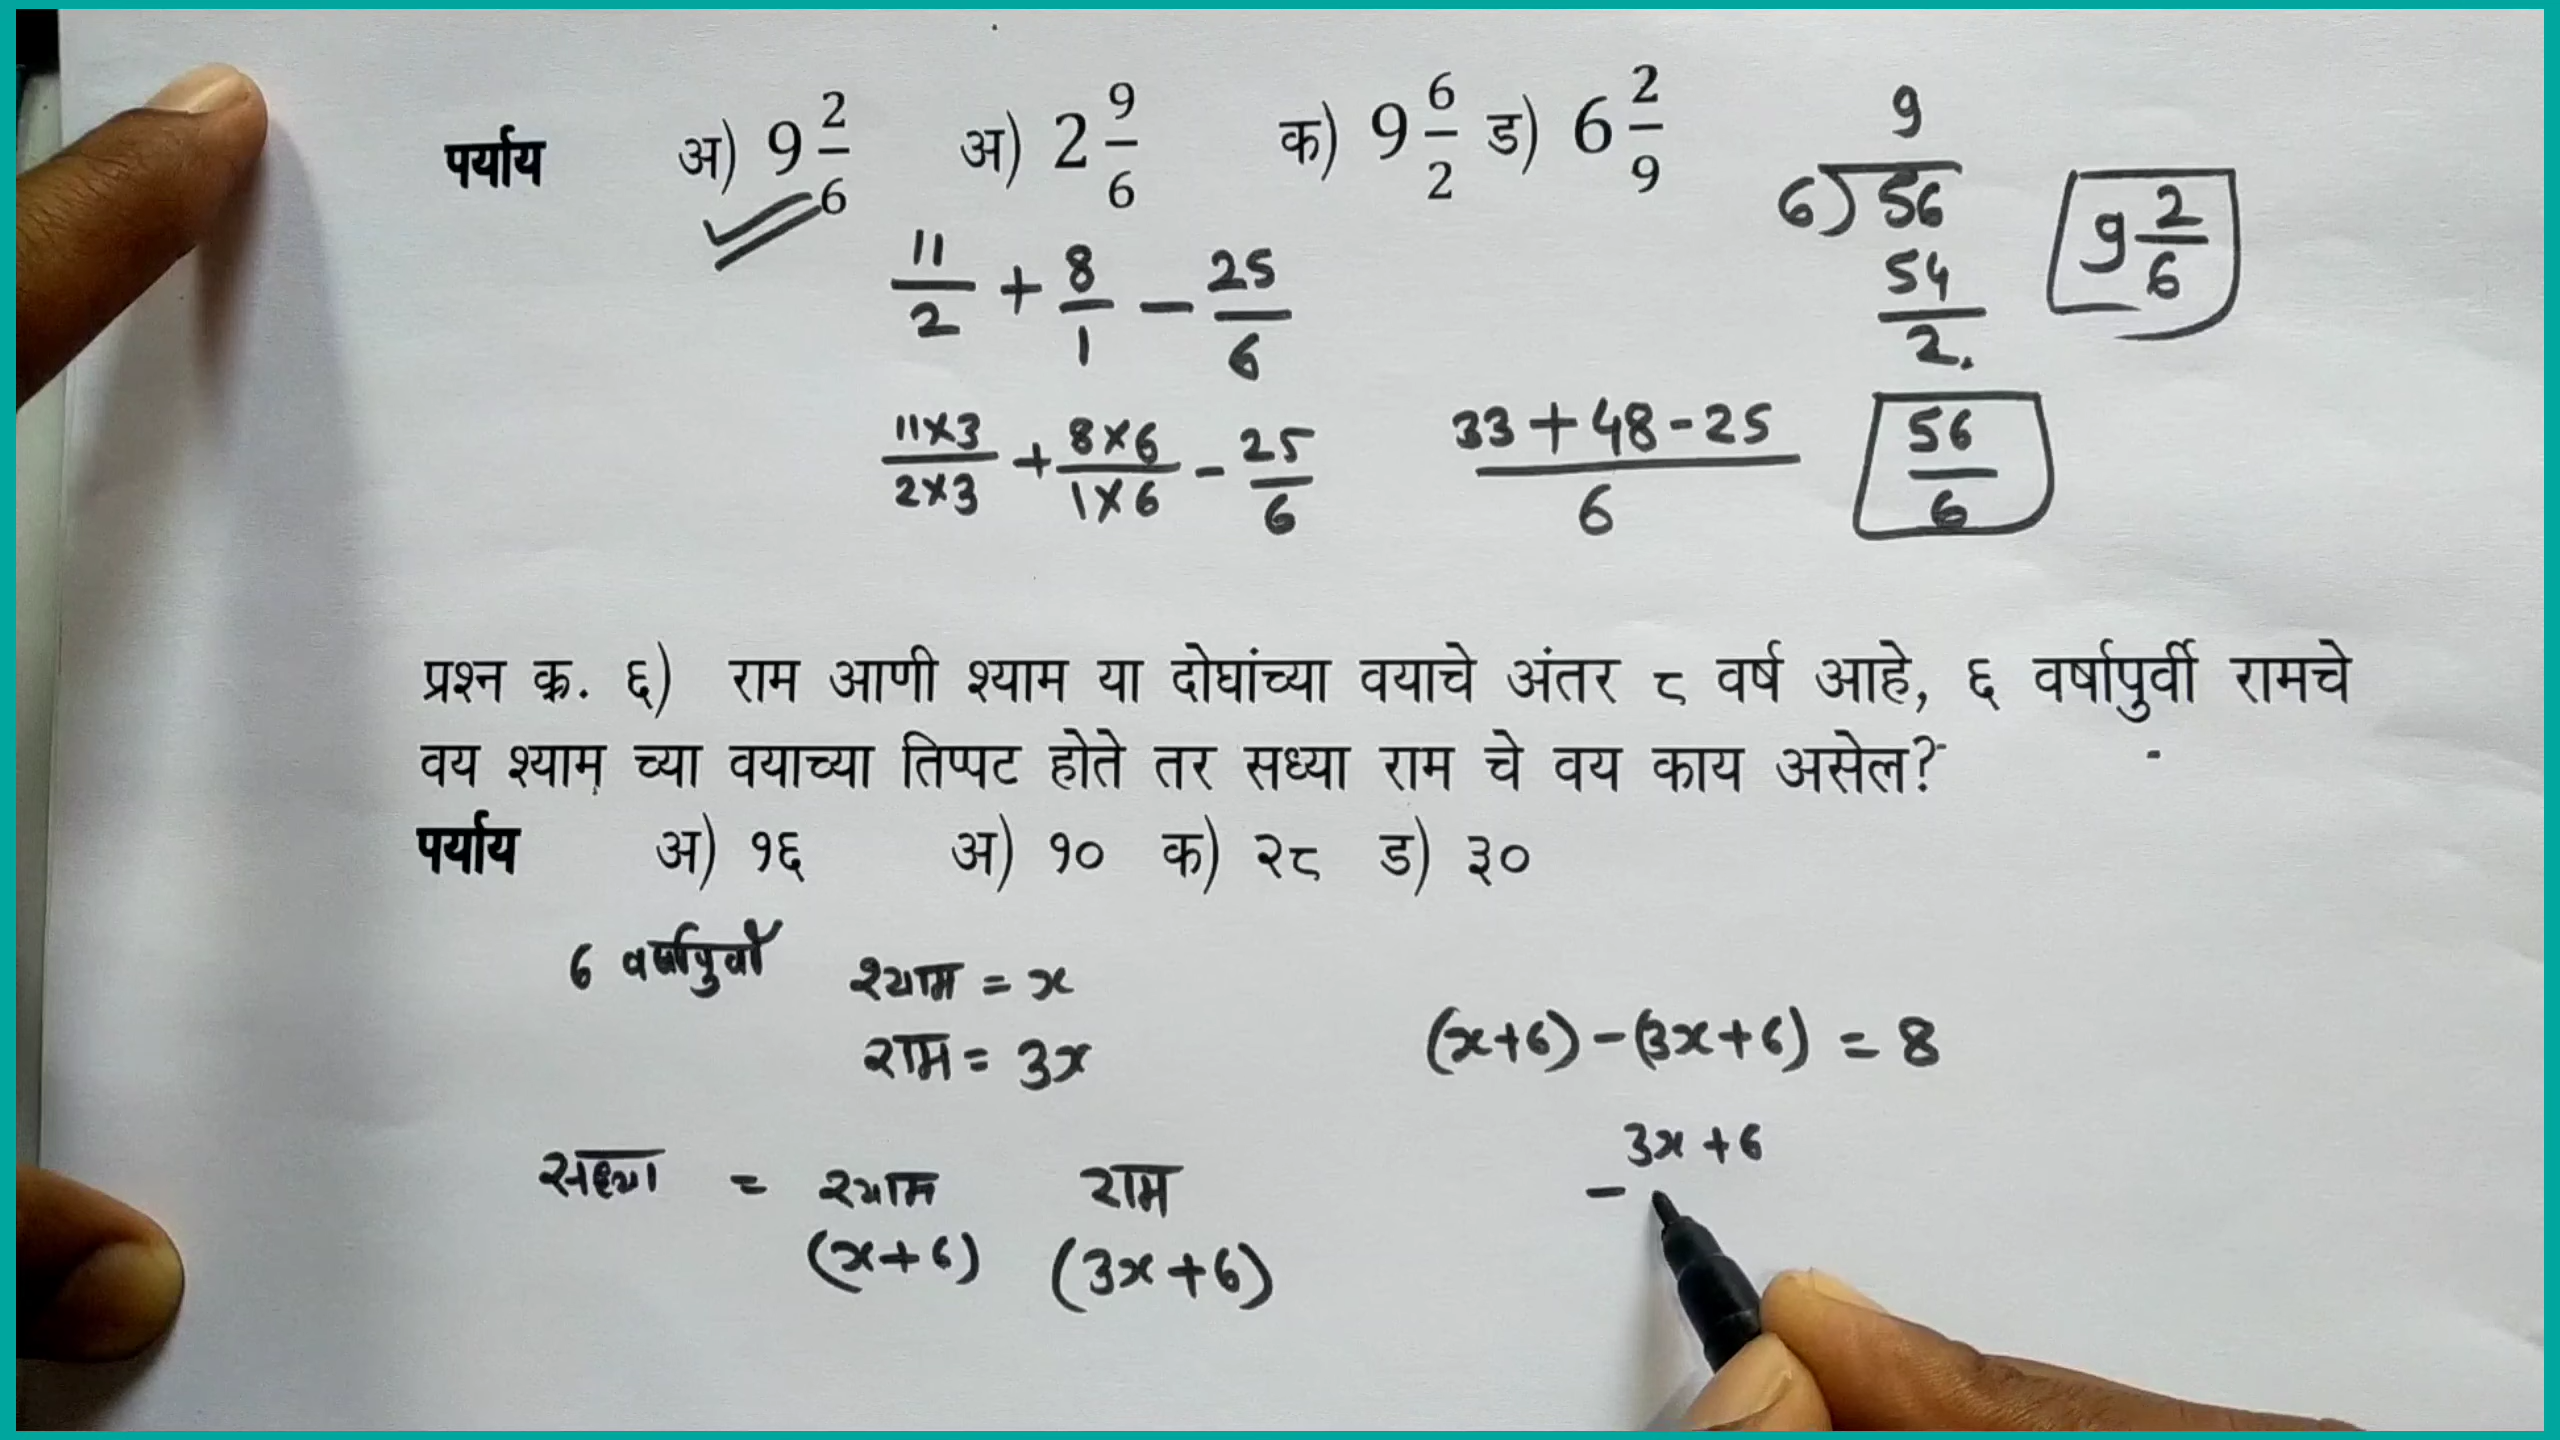 पर्याय अ) 9 2/6 अ) 2 9/6 क) 9 6/2 ड) 6 2/9
9
6) 56
54
2.
9 2/6
11/2 + 8/1 - 25/6
11×3/2×3 + 8×6/1×6 - 25/6
33+48-25/6
56/6
प्रश्न क्र. ६) राम आणी श्याम या दोघांच्या वयाचे अंतर ८ वर्ष आहे, ६ वर्षापुर्वी रामचे
वय श्याम च्या वयाच्या तिप्पट होते तर सध्या राम चे वय काय असेल?
पर्याय अ) १६ अ) १० क) २८ ड) ३०
6 वर्षापुर्वी श्याम = x
राम = 3x
(x+6)-(3x+6) = 8
3x+6
-
सध्या = श्याम राम
(x+6) (3x+6)